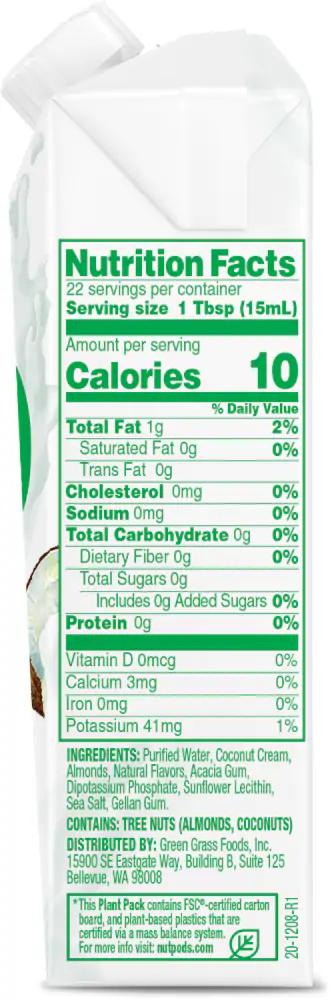 Nutrition Facts
22 servings per container
Serving size 1 Tbsp (15mL)
Amount per serving
Calories 10
% Daily Value
Total Fat 1g 2%
Saturated Fat 0g 0%
Trans Fat 0g
Cholesterol 0mg 0%
Sodium 0mg 0%
Total Carbohydrate 0g 0%
Dietary Fiber 0g 0%
Total Sugars 0g
Includes 0g Added Sugars 0%
Protein 0g 0%
Vitamin D 0mcg 0%
Calcium 3mg 0%
Iron 0mg 0%
Potassium 41mg 1%
INGREDIENTS: Purified Water, Coconut Cream,
Almonds, Natural Flavors, Acacia Gum,
Dipotassium Phosphate, Sunflower Lecithin,
Sea Salt, Gellan Gum.
CONTAINS: TREE NUTS (ALMONDS, COCONUTS)
DISTRIBUTED BY: Green Grass Foods, Inc.
15900 SE Eastgate Way, Building B, Suite 125
Bellevue, WA 98008
*This Plant Pack contains FSC®-certified carton
board, and plant-based plastics that are
certified via a mass balance system.
For more info visit: nutpods.com
20-1208-R1